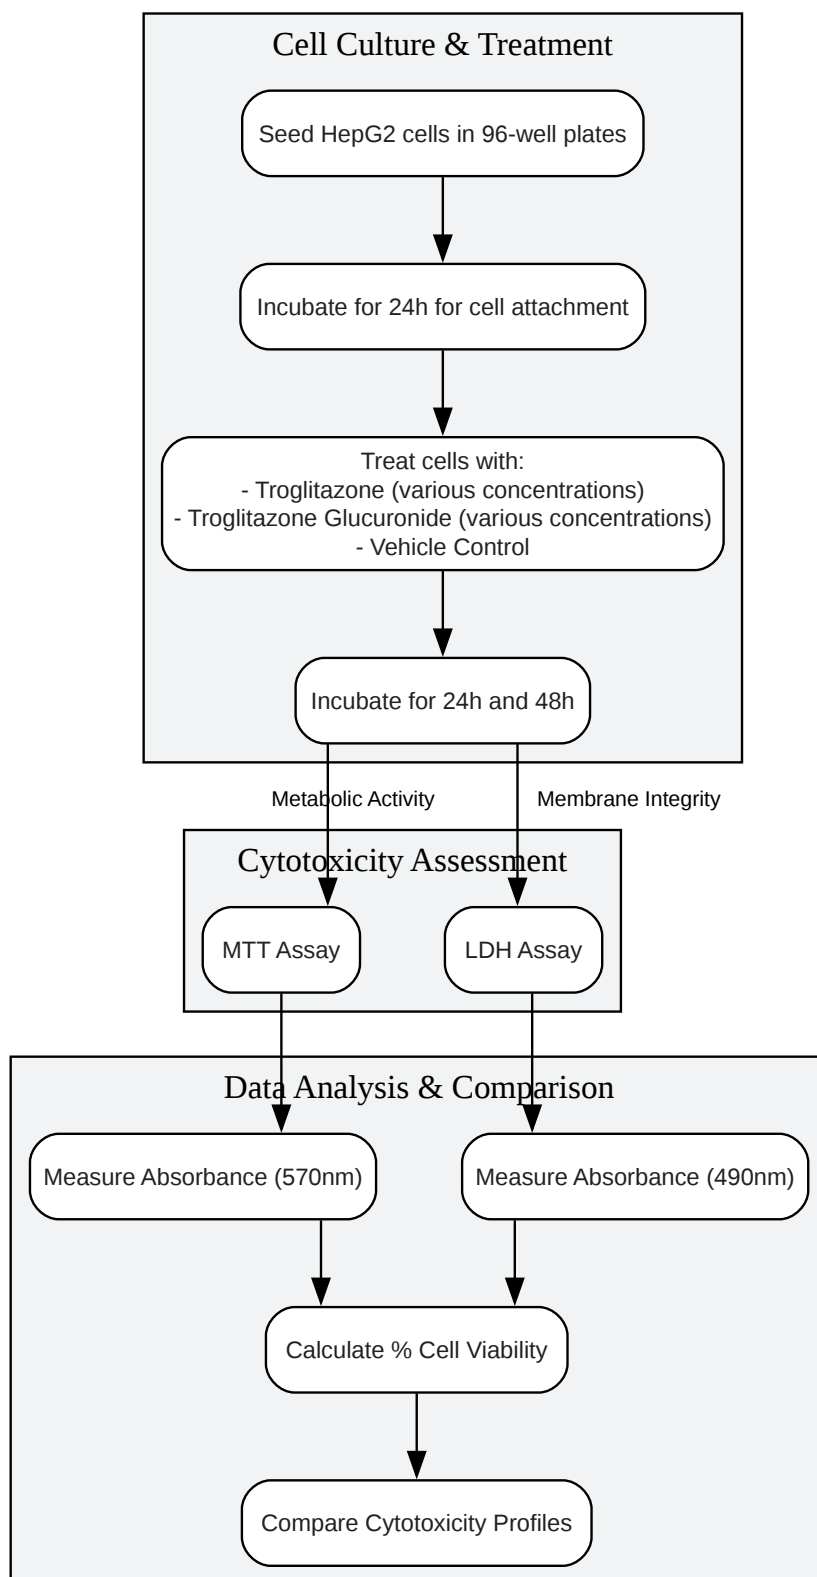 Cell Culture & Treatment
Seed HepG2 cells in 96-well plates
Incubate for 24h for cell attachment
Treat cells with:
- Troglitazone (various concentrations)
- Troglitazone Glucuronide (various concentrations)
- Vehicle Control
Incubate for 24h and 48h
Metabolic Activity
Membrane Integrity
Cytotoxicity Assessment
MTT Assay
LDH Assay
Data Analysis & Comparison
Measure Absorbance (570nm)
Measure Absorbance (490nm)
Calculate % Cell Viability
Compare Cytotoxicity Profiles